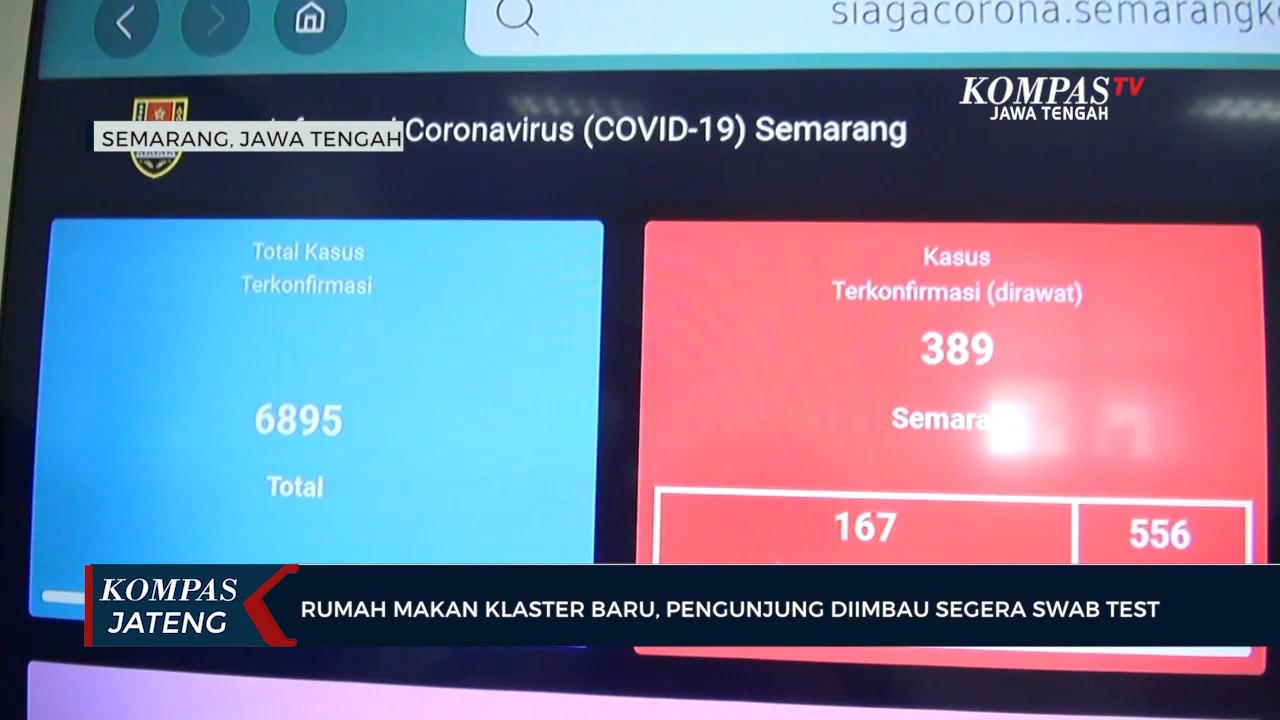 siagacorona.semarangk
KOMPAS TV
JAWA TENGAH
SEMARANG, JAWA TENGAH
Coronavirus (COVID-19) Semarang
Total Kasus
Terkonfirmasi
6895
Total
Kasus
Terkonfirmasi (dirawat)
389
Semara
167
556
KOMPAS
JATENG
RUMAH MAKAN KLASTER BARU, PENGUNJUNG DIIMBAU SEGERA SWAB TEST